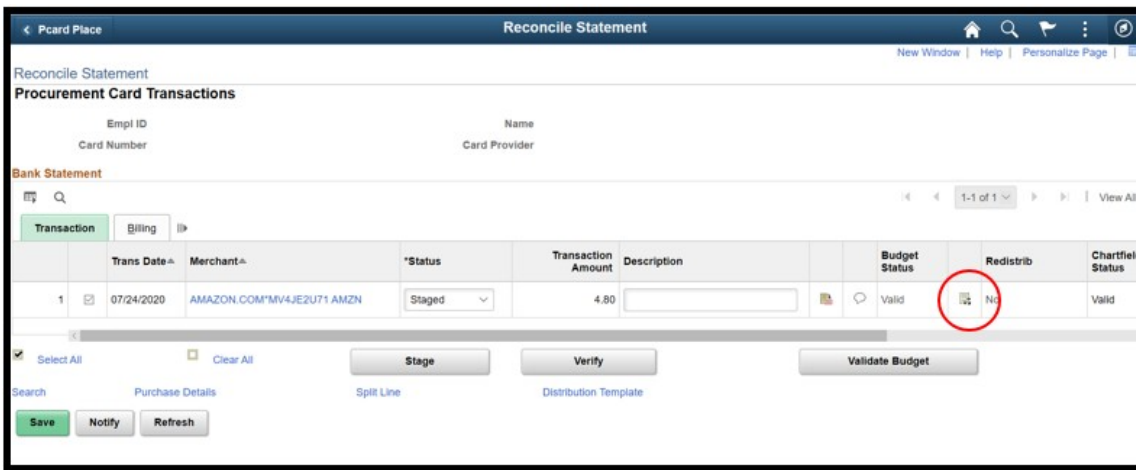 Pcard Place
Reconcile Statement
New Window | Help | Personalize Page |
Reconcile Statement
Procurement Card Transactions
Empl ID Name
Card Number Card Provider
Bank Statement
1-1 of 1 | View All
Transaction Billing
Trans Date Merchant *Status Transaction Amount Description Budget Status Redistrib Chartfield Status
1 07/24/2020 AMAZON.COM*MV4JE2U71 AMZN Staged 4.80 Valid No Valid
Select All Clear All Stage Verify Validate Budget
Search Purchase Details Split Line Distribution Template
Save Notify Refresh